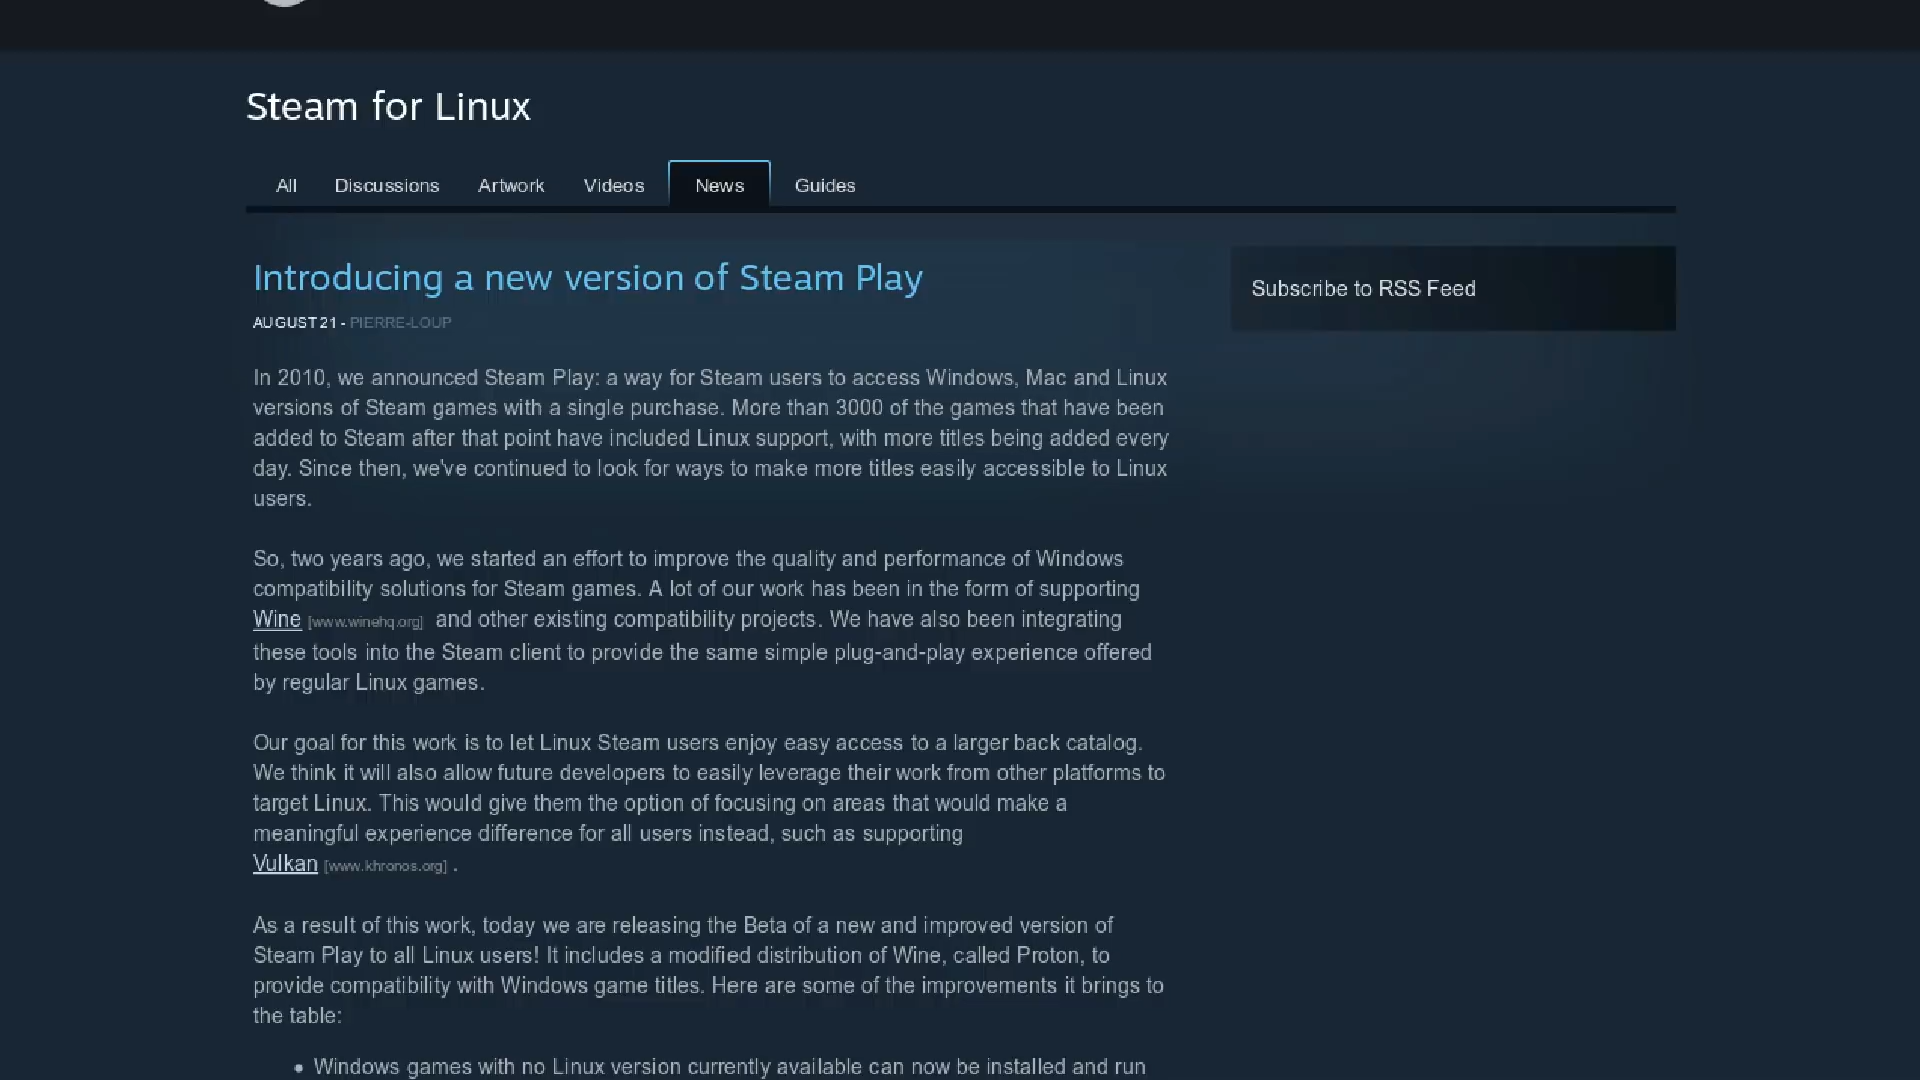 Steam for Linux
All Discussions Artwork Videos News Guides
Introducing a new version of Steam Play
AUGUST 21 - PIERRE-LOUP
Subscribe to RSS Feed
In 2010, we announced Steam Play: a way for Steam users to access Windows, Mac and Linux
versions of Steam games with a single purchase. More than 3000 of the games that have been
added to Steam after that point have included Linux support, with more titles being added every
day. Since then, we've continued to look for ways to make more titles easily accessible to Linux
users.
So, two years ago, we started an effort to improve the quality and performance of Windows
compatibility solutions for Steam games. A lot of our work has been in the form of supporting
Wine [www.winehq.org] and other existing compatibility projects. We have also been integrating
these tools into the Steam client to provide the same simple plug-and-play experience offered
by regular Linux games.
Our goal for this work is to let Linux Steam users enjoy easy access to a larger back catalog.
We think it will also allow future developers to easily leverage their work from other platforms to
target Linux. This would give them the option of focusing on areas that would make a
meaningful experience difference for all users instead, such as supporting
Vulkan [www.khronos.org] .
As a result of this work, today we are releasing the Beta of a new and improved version of
Steam Play to all Linux users! It includes a modified distribution of Wine, called Proton, to
provide compatibility with Windows game titles. Here are some of the improvements it brings to
the table:
• Windows games with no Linux version currently available can now be installed and run